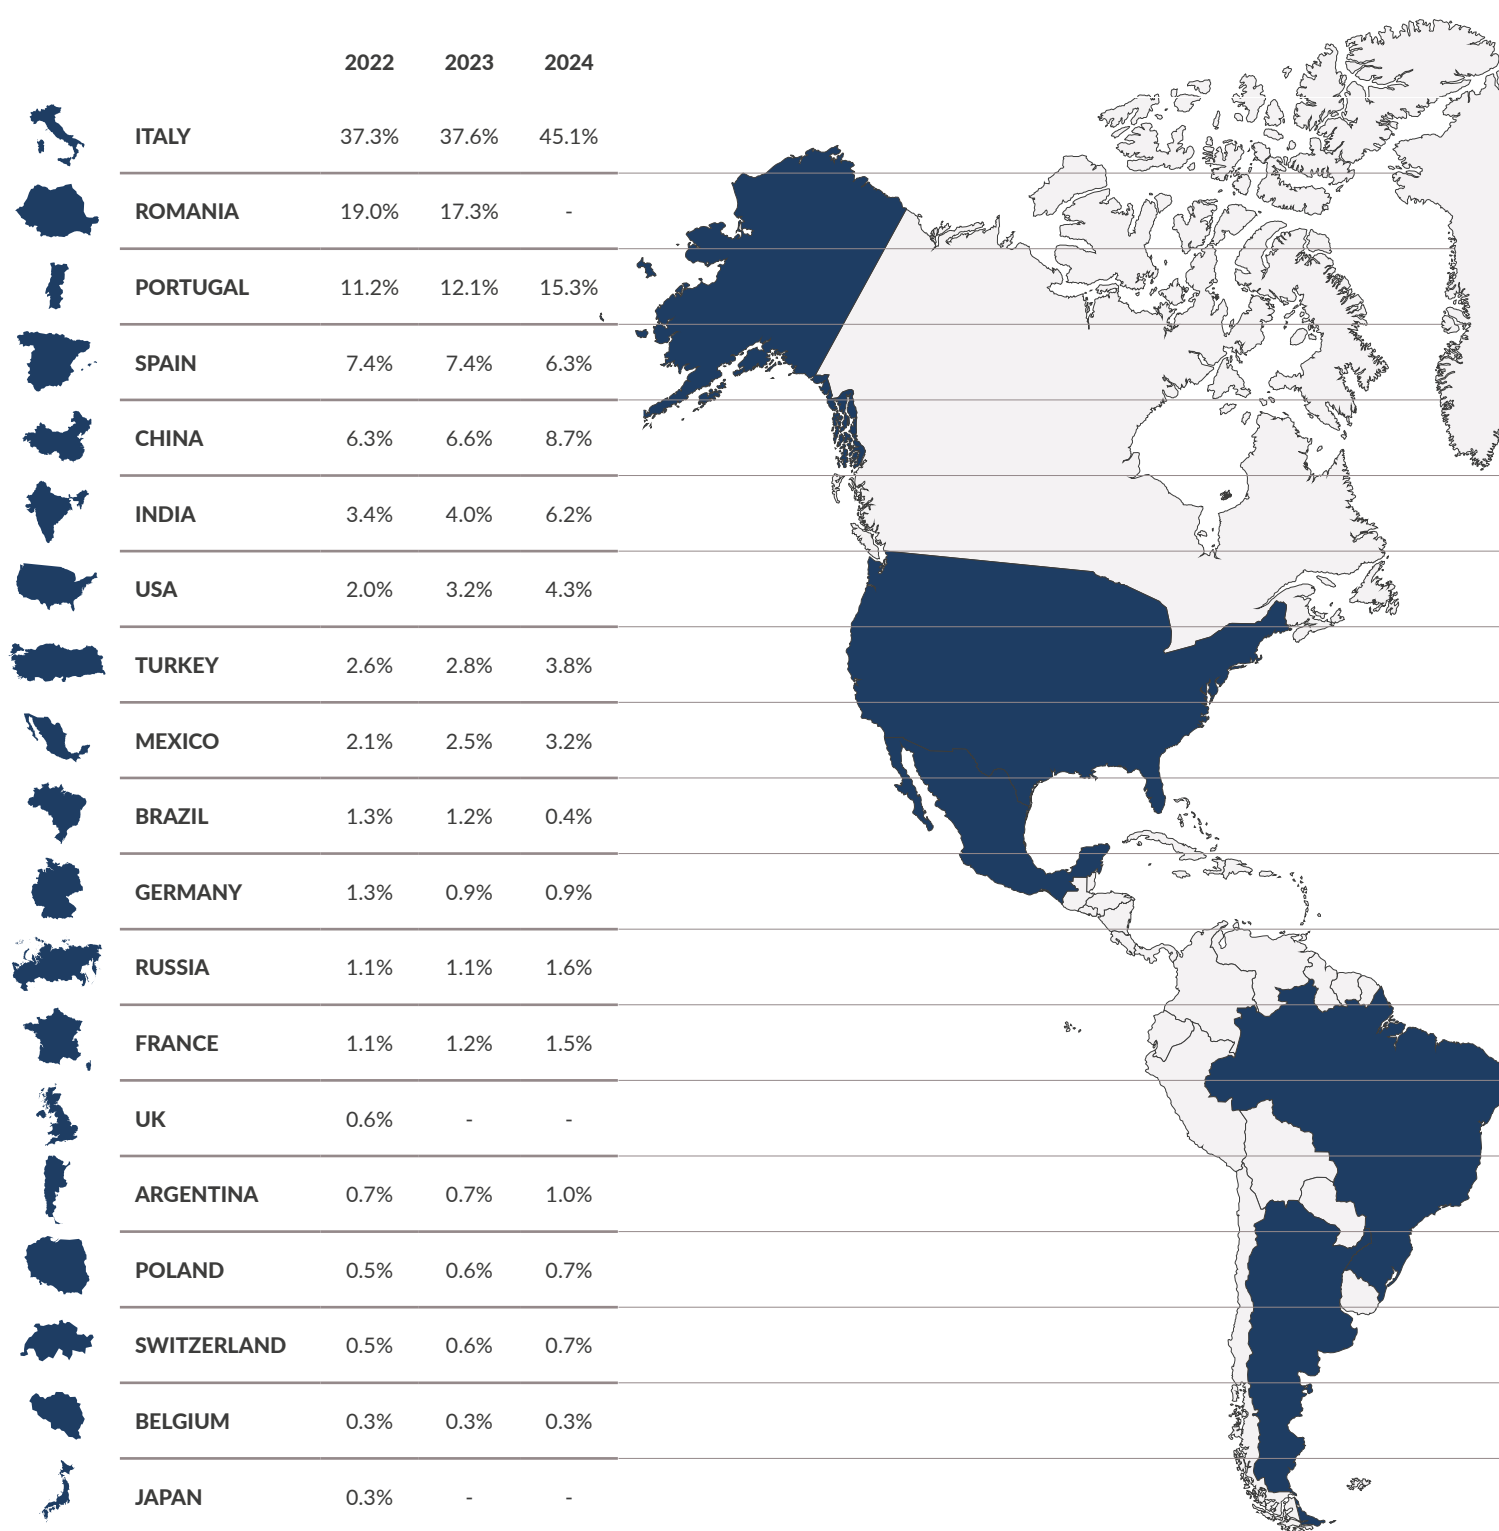 2022 2023 2024
ITALY 37.3% 37.6% 45.1%
ROMANIA 19.0% 17.3% -
PORTUGAL 11.2% 12.1% 15.3%
SPAIN 7.4% 7.4% 6.3%
CHINA 6.3% 6.6% 8.7%
INDIA 3.4% 4.0% 6.2%
USA 2.0% 3.2% 4.3%
TURKEY 2.6% 2.8% 3.8%
MEXICO 2.1% 2.5% 3.2%
BRAZIL 1.3% 1.2% 0.4%
GERMANY 1.3% 0.9% 0.9%
RUSSIA 1.1% 1.1% 1.6%
FRANCE 1.1% 1.2% 1.5%
UK 0.6% - -
ARGENTINA 0.7% 0.7% 1.0%
POLAND 0.5% 0.6% 0.7%
SWITZERLAND 0.5% 0.6% 0.7%
BELGIUM 0.3% 0.3% 0.3%
JAPAN 0.3% - -